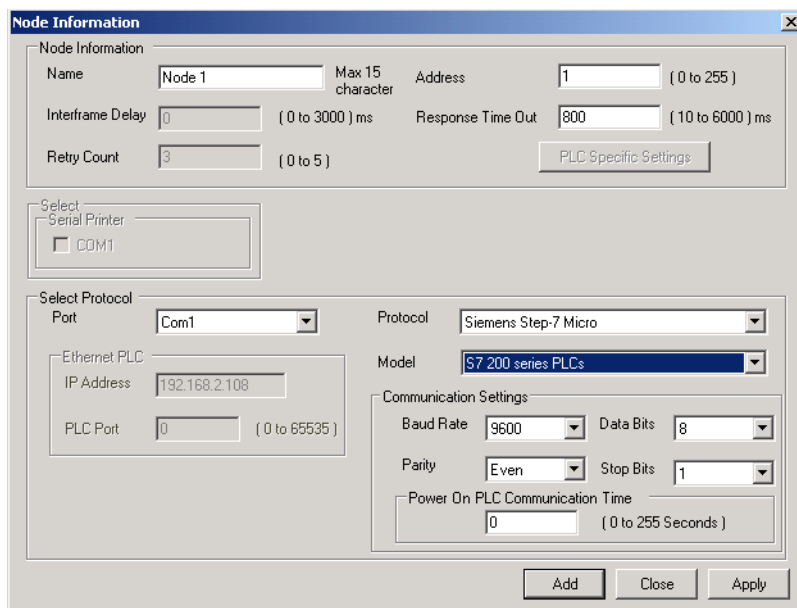 Node Information
Node Information
Name Node 1 Max 15 character Address 1 ( 0 to 255 )
Interframe Delay 0 ( 0 to 3000 ) ms Response Time Out 800 ( 10 to 6000 ) ms
Retry Count 3 ( 0 to 5 ) PLC Specific Settings
Select
Serial Printer
COM1
Select Protocol
Port Com1 Protocol Siemens Step-7 Micro
Ethernet PLC Model S7 200 series PLCs
IP Address 192.168.2.108
Communication Settings
PLC Port 0 ( 0 to 65535 ) Baud Rate 9600 Data Bits 8
Parity Even Stop Bits 1
Power On PLC Communication Time
0 ( 0 to 255 Seconds )
Add Close Apply